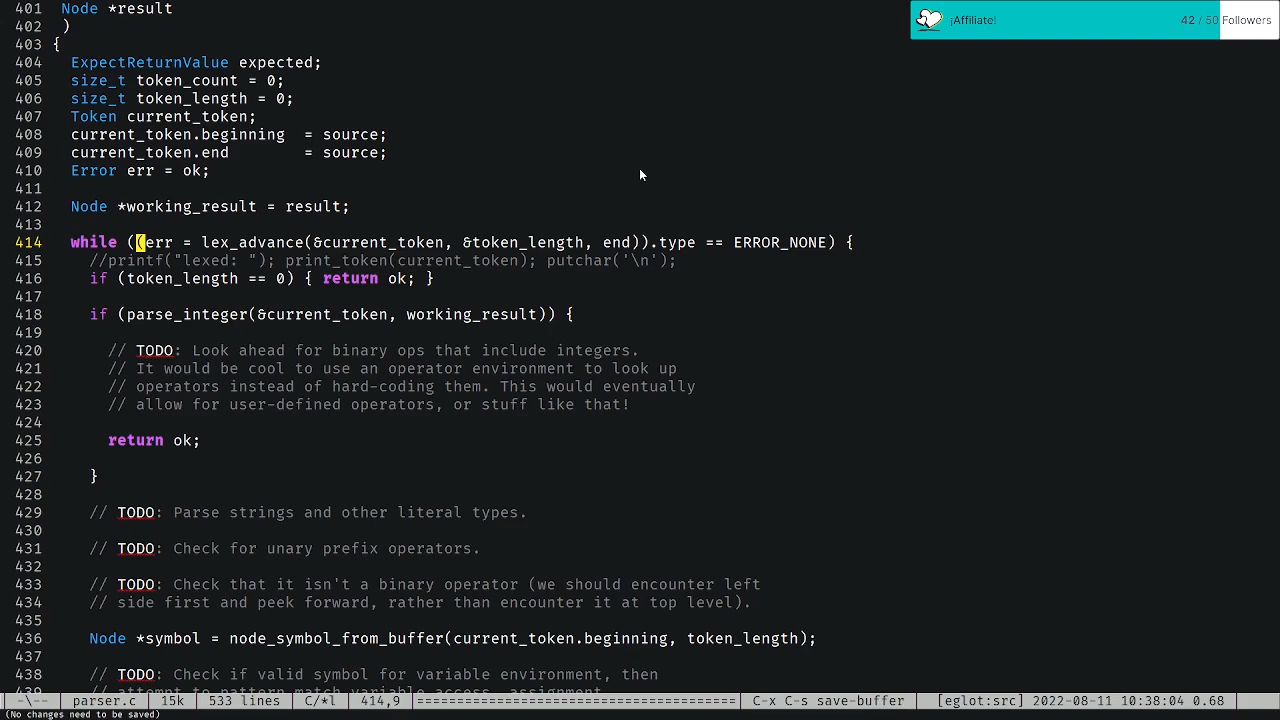 401  Node *result
402  )
403 {
404   ExpectReturnValue expected;
405   size_t token_count = 0;
406   size_t token_length = 0;
407   Token current_token;
408   current_token.beginning  = source;
409   current_token.end        = source;
410   Error err = ok;
411
412   Node *working_result = result;
413
414   while ((err = lex_advance(&current_token, &token_length, end)).type == ERROR_NONE) {
415     //printf("lexed: "); print_token(current_token); putchar('\n');
416     if (token_length == 0) { return ok; }
417
418     if (parse_integer(&current_token, working_result)) {
419
420       // TODO: Look ahead for binary ops that include integers.
421       // It would be cool to use an operator environment to look up
422       // operators instead of hard-coding them. This would eventually
423       // allow for user-defined operators, or stuff like that!
424
425       return ok;
426
427     }
428
429     // TODO: Parse strings and other literal types.
430
431     // TODO: Check for unary prefix operators.
432
433     // TODO: Check that it isn't a binary operator (we should encounter left
434     // side first and peek forward, rather than encounter it at top level).
435
436     Node *symbol = node_symbol_from_buffer(current_token.beginning, token_length);
437
438     // TODO: Check if valid symbol for variable environment, then
439     // attempt to pattern match variable access, assignment,
-\-- parser.c 15k 533 lines C/*l 414,9 ================================== C-x C-s save-buffer [eglot:src] 2022-08-11 10:38:04 0.68
(No changes need to be saved)
¡Affiliate! 42 / 50 Followers